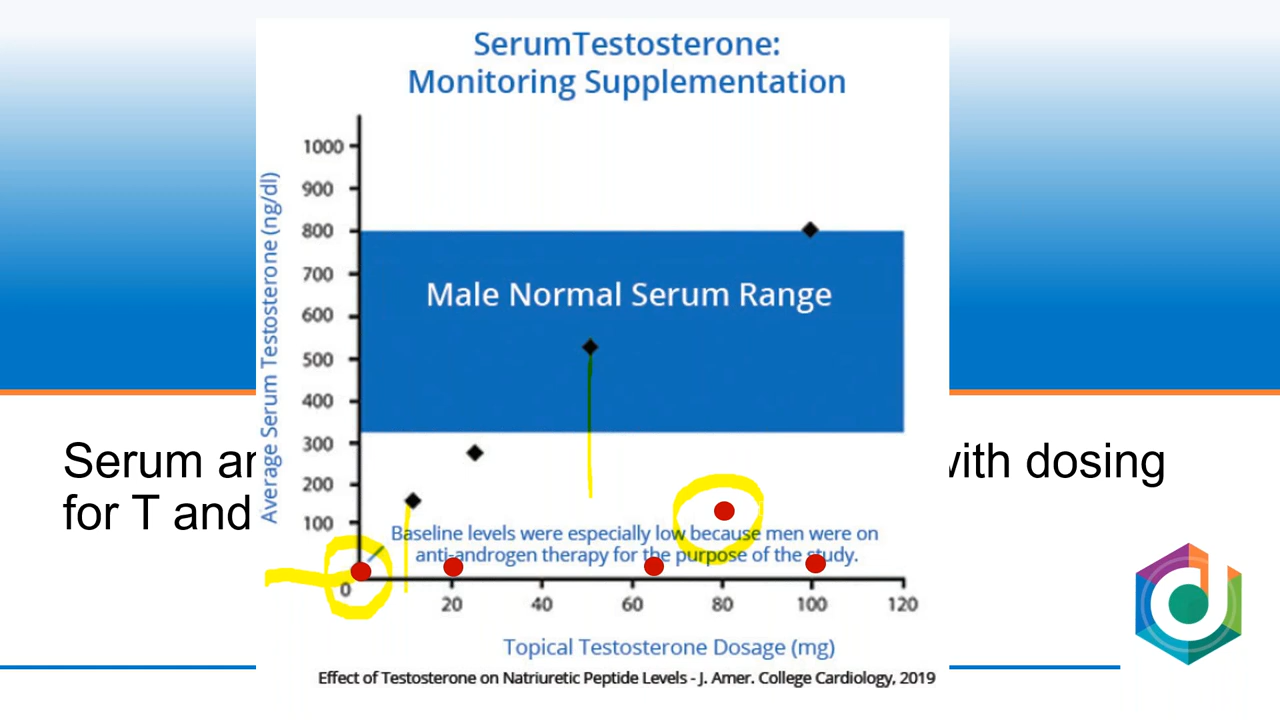 SerumTestosterone:
Monitoring Supplementation
Average Serum Testosterone (ng/dl)
1000
900
800
700
600
500
400
300
200
100
0
Male Normal Serum Range
Baseline levels were especially low because men were on
anti-androgen therapy for the purpose of the study.
20 40 60 80 100 120
Topical Testosterone Dosage (mg)
Effect of Testosterone on Natriuretic Peptide Levels - J. Amer. College Cardiology, 2019
Serum with dosing
for T and